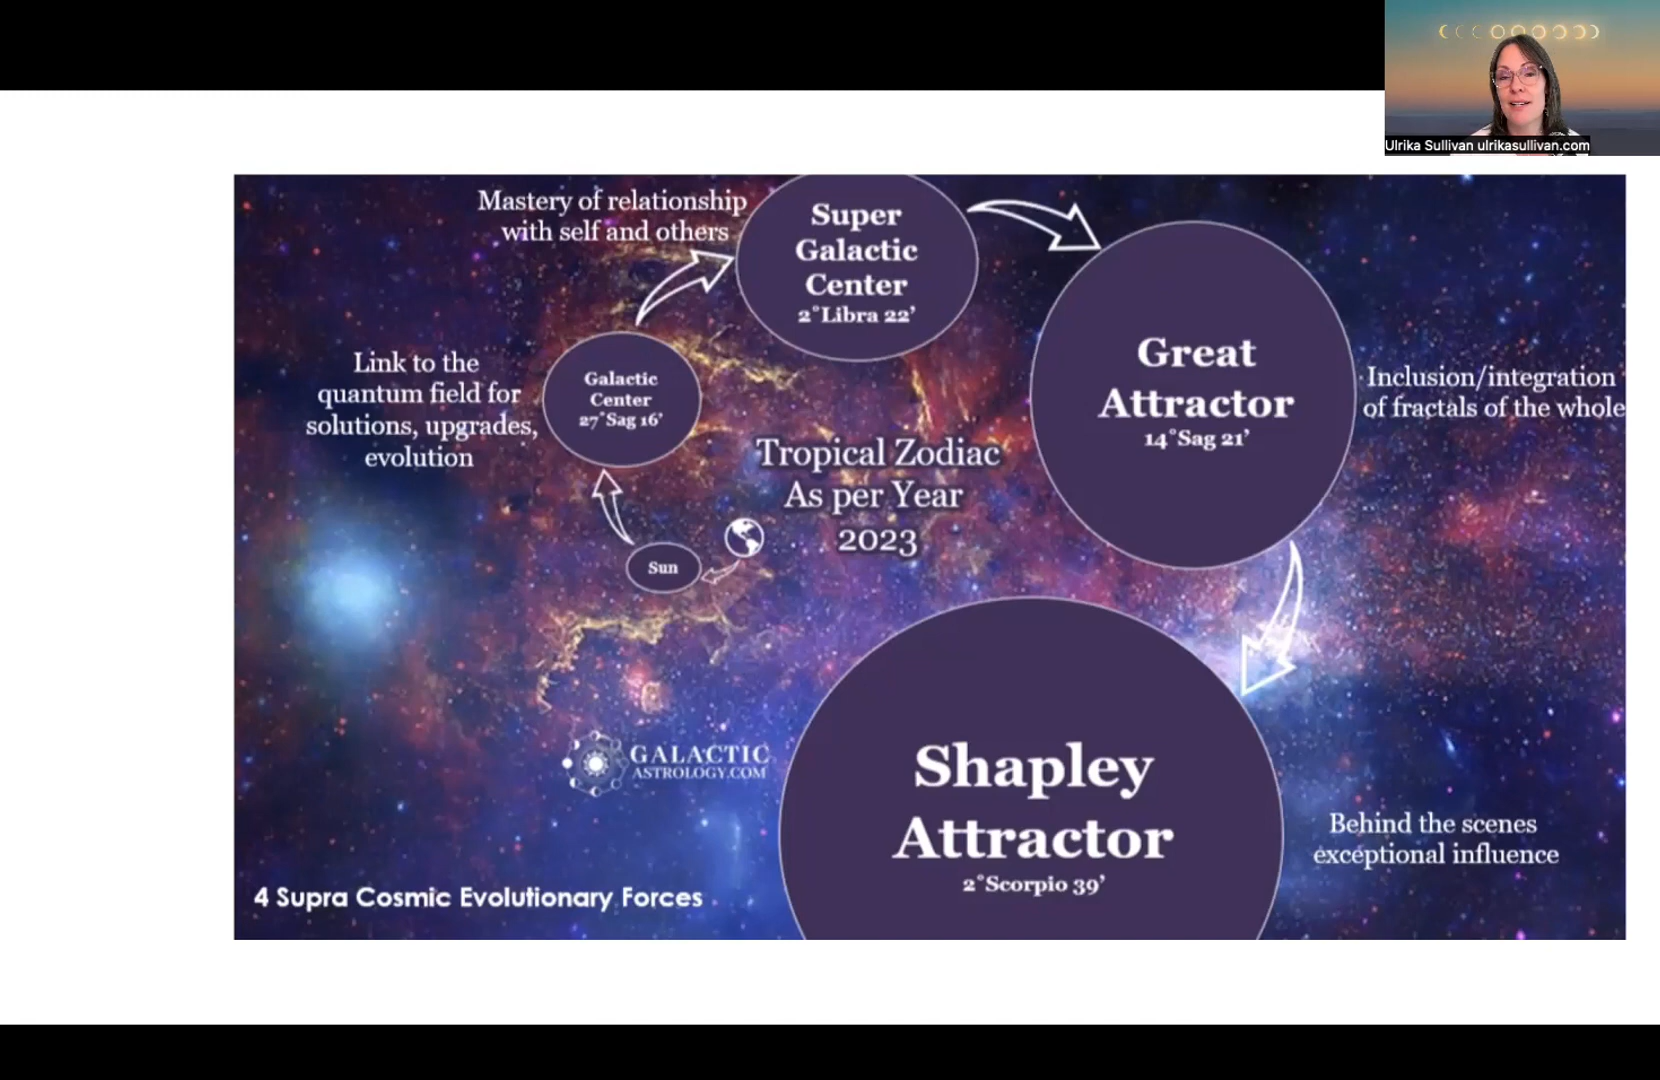 Ulrika Sullivan ulrikasullivan.com
Mastery of relationship
with self and others
Super
Galactic
Center
2°Libra 22’
Great
Attractor
14°Sag 21’
Inclusion/integration
of fractals of the whole
Link to the
quantum field for
solutions, upgrades,
evolution
Galactic
Center
27°Sag 16’
Tropical Zodiac
As per Year
2023
Sun
Shapley
Attractor
2°Scorpio 39’
GALACTIC
ASTROLOGY.COM
Behind the scenes
exceptional influence
4 Supra Cosmic Evolutionary Forces